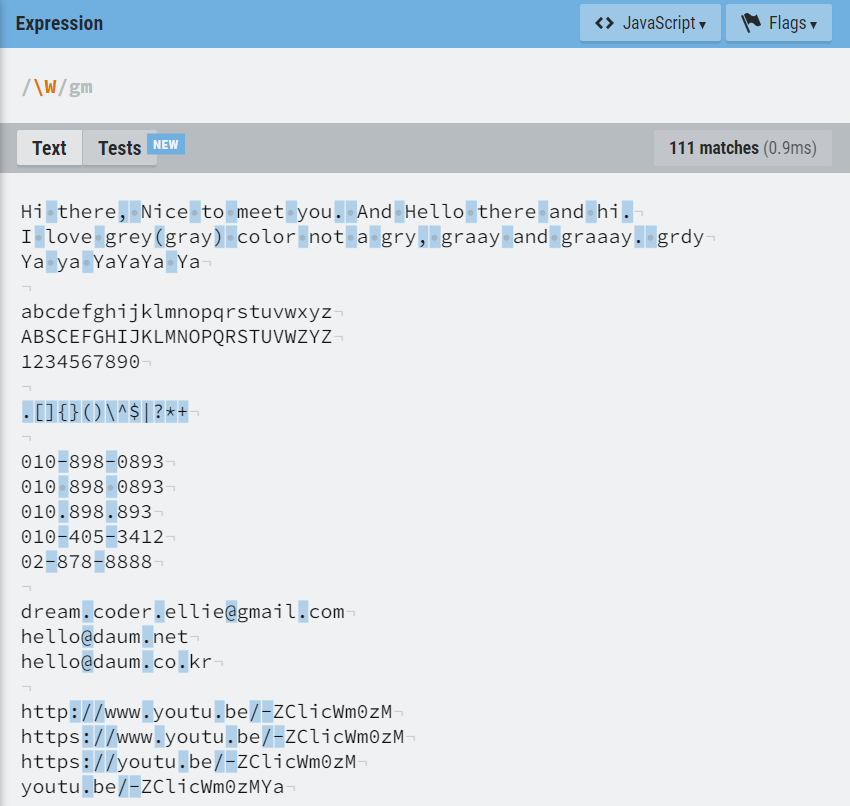 Expression
<> JavaScript ▾
Flags ▾
/\W/gm
Text
Tests NEW
111 matches (0.9ms)
Hi there, Nice to meet you. And Hello there and hi.
I love grey(gray) color not a gry, graay and graaay. grdy
Ya ya YaYaYa Ya
abcdefghijklmnopqrstuvwxyz
ABSCEFGHIJKLMNOPQRSTUVWZYZ
1234567890
.[]{}()\^$|?*+
010-898-0893
010 898 0893
010.898.893
010-405-3412
02-878-8888
dream.coder.ellie@gmail.com
hello@daum.net
hello@daum.co.kr
http://www.youtu.be/-ZClicWm0zM
https://www.youtu.be/-ZClicWm0zM
https://youtu.be/-ZClicWm0zM
youtu.be/-ZClicWm0zMYa